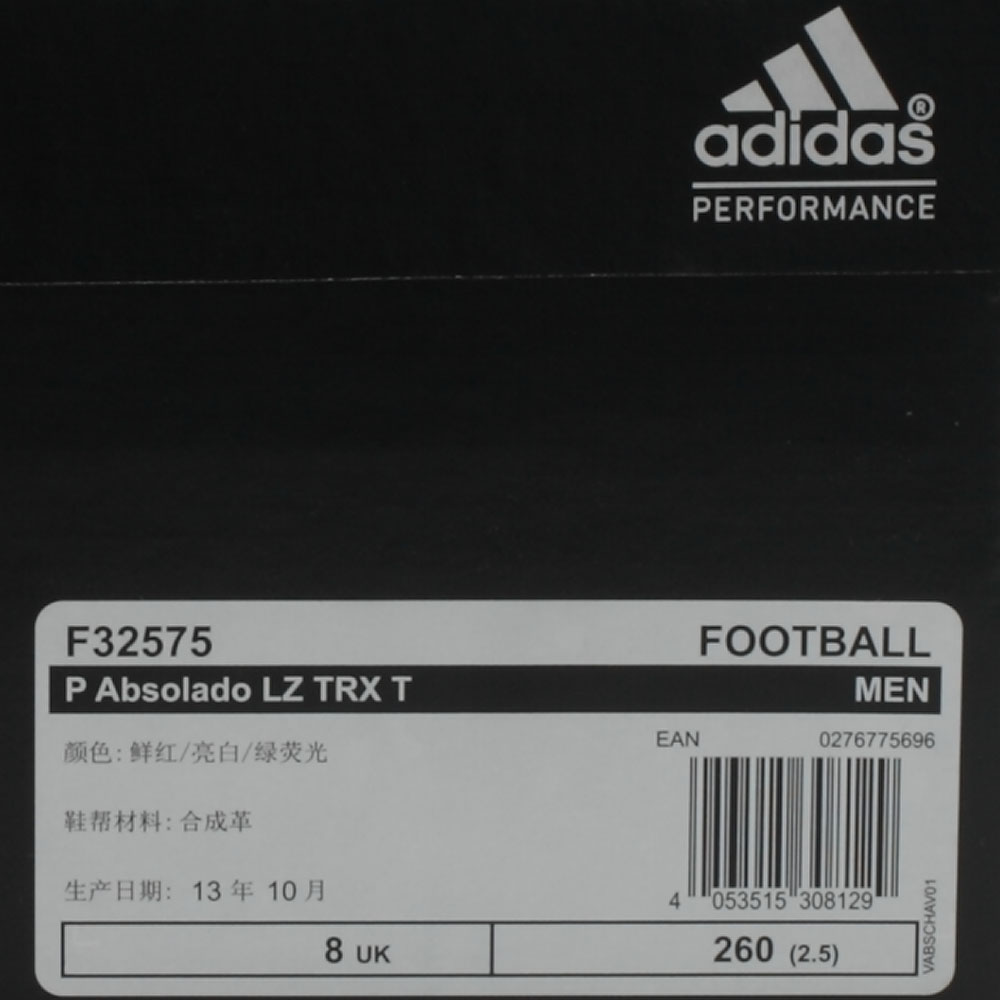 adidas®
PERFORMANCE
F32575 FOOTBALL
P Absolado LZ TRX T MEN
颜色: 鲜红/亮白/绿荧光
EAN 0276775696
鞋帮材料: 合成革
生产日期: 13 年 10 月
4 053515 308129
VABSCHAV01
8 UK 260 (2.5)